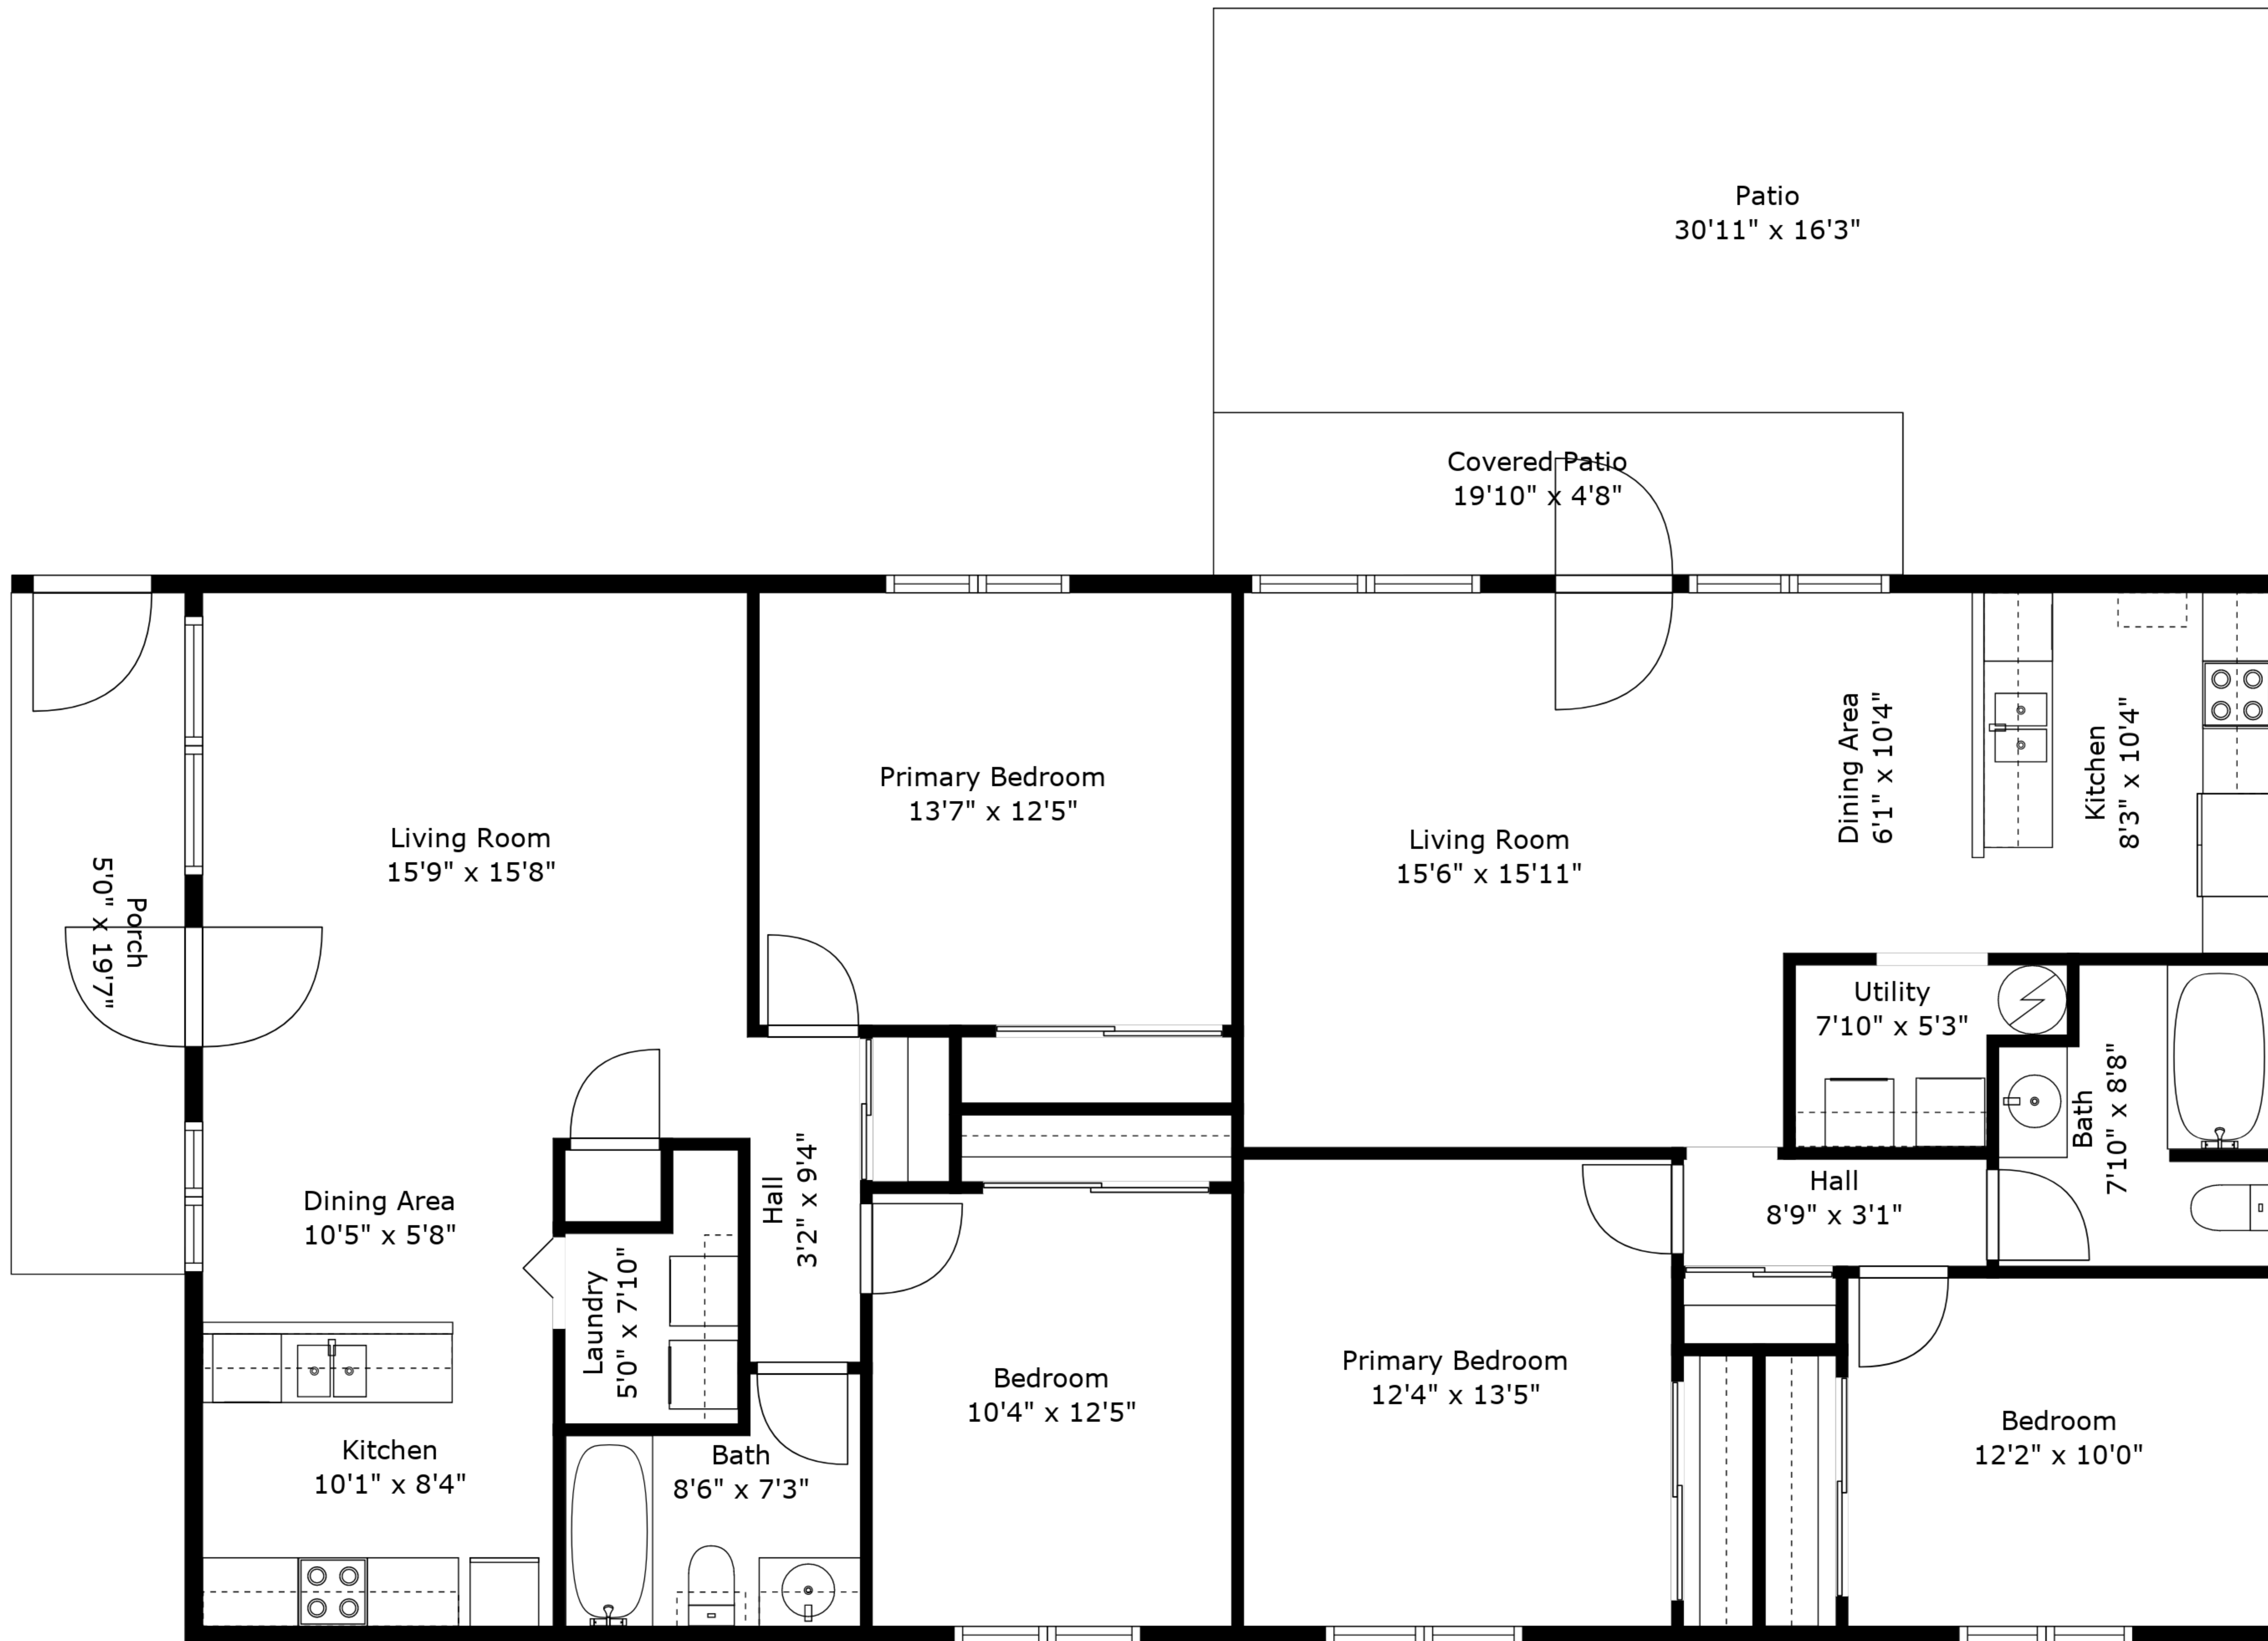 Patio
30'11" x 16'3"
Covered Patio
19'10" x 4'8"
Porch
5'0" x 19'7"
Living Room
15'9" x 15'8"
Primary Bedroom
13'7" x 12'5"
Living Room
15'6" x 15'11"
Dining Area
6'1" x 10'4"
Kitchen
8'3" x 10'4"
Utility
7'10" x 5'3"
Bath
7'10" x 8'8"
Hall
8'9" x 3'1"
Dining Area
10'5" x 5'8"
Hall
3'2" x 9'4"
Laundry
5'0" x 7'10"
Bedroom
10'4" x 12'5"
Primary Bedroom
12'4" x 13'5"
Bedroom
12'2" x 10'0"
Kitchen
10'1" x 8'4"
Bath
8'6" x 7'3"